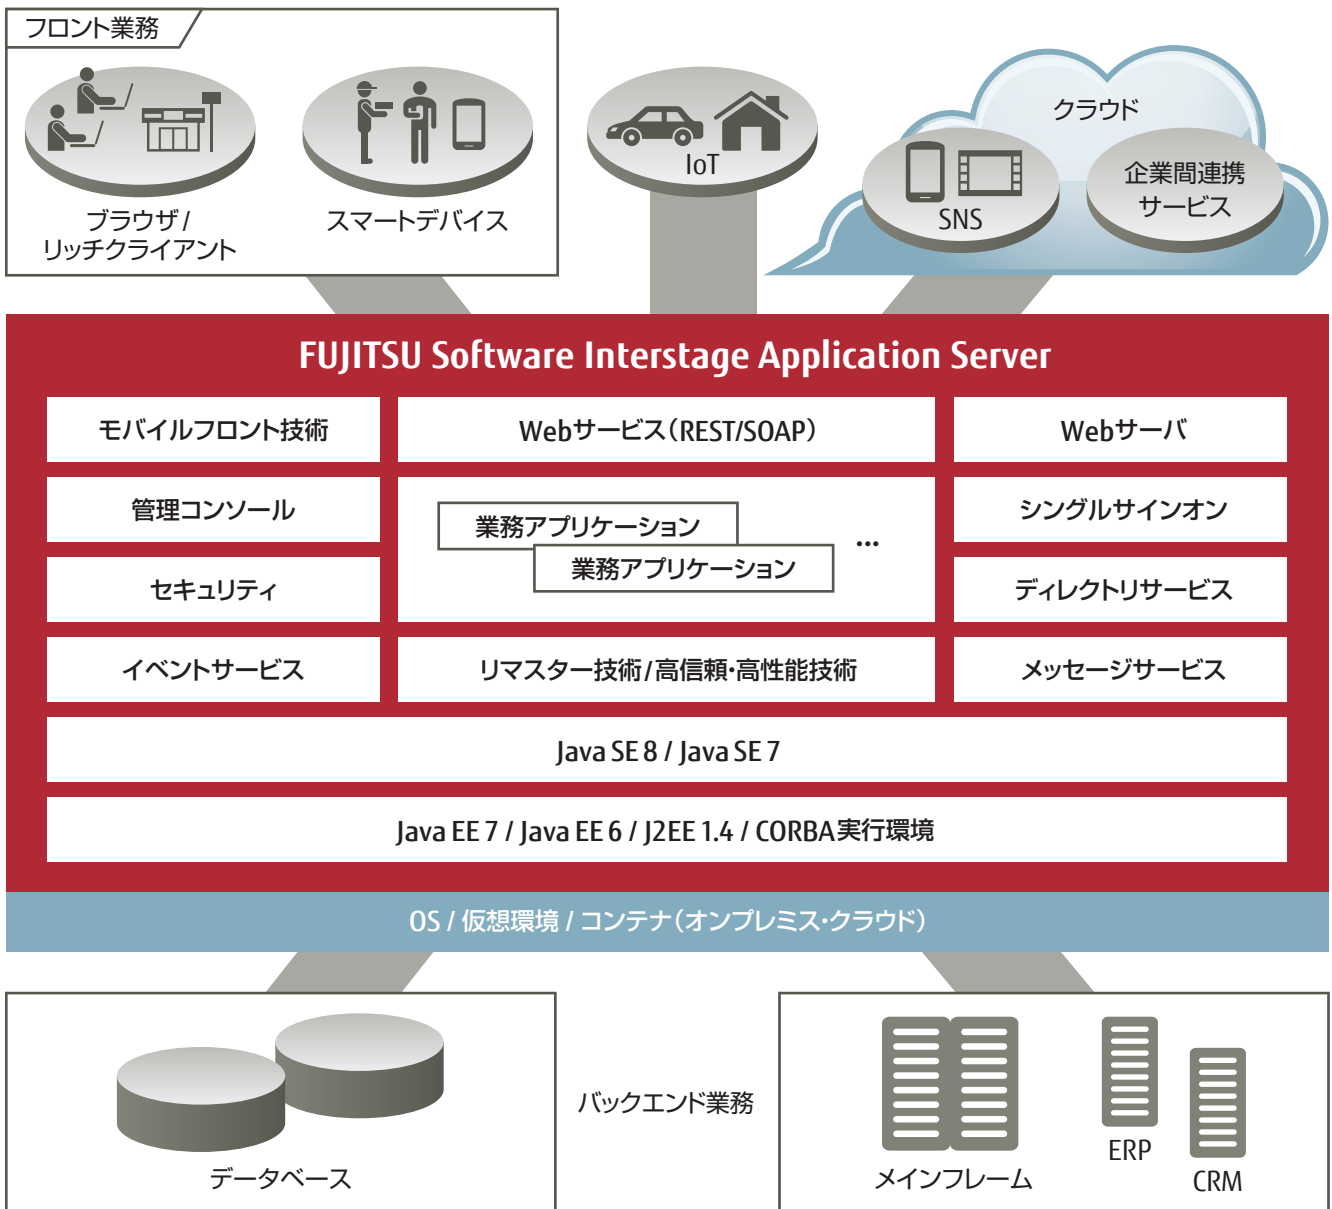 フロント業務
ブラウザ/
リッチクライアント
スマートデバイス
IoT
クラウド
SNS
企業間連携
サービス
FUJITSU Software Interstage Application Server
モバイルフロント技術
Webサービス(REST/SOAP)
Webサーバ
管理コンソール
業務アプリケーション
業務アプリケーション
...
シングルサインオン
セキュリティ
ディレクトリサービス
イベントサービス
リマスター技術/高信頼・高性能技術
メッセージサービス
Java SE 8 / Java SE 7
Java EE 7 / Java EE 6 / J2EE 1.4 / CORBA実行環境
OS / 仮想環境 / コンテナ(オンプレミス・クラウド)
データベース
バックエンド業務
メインフレーム
ERP
CRM